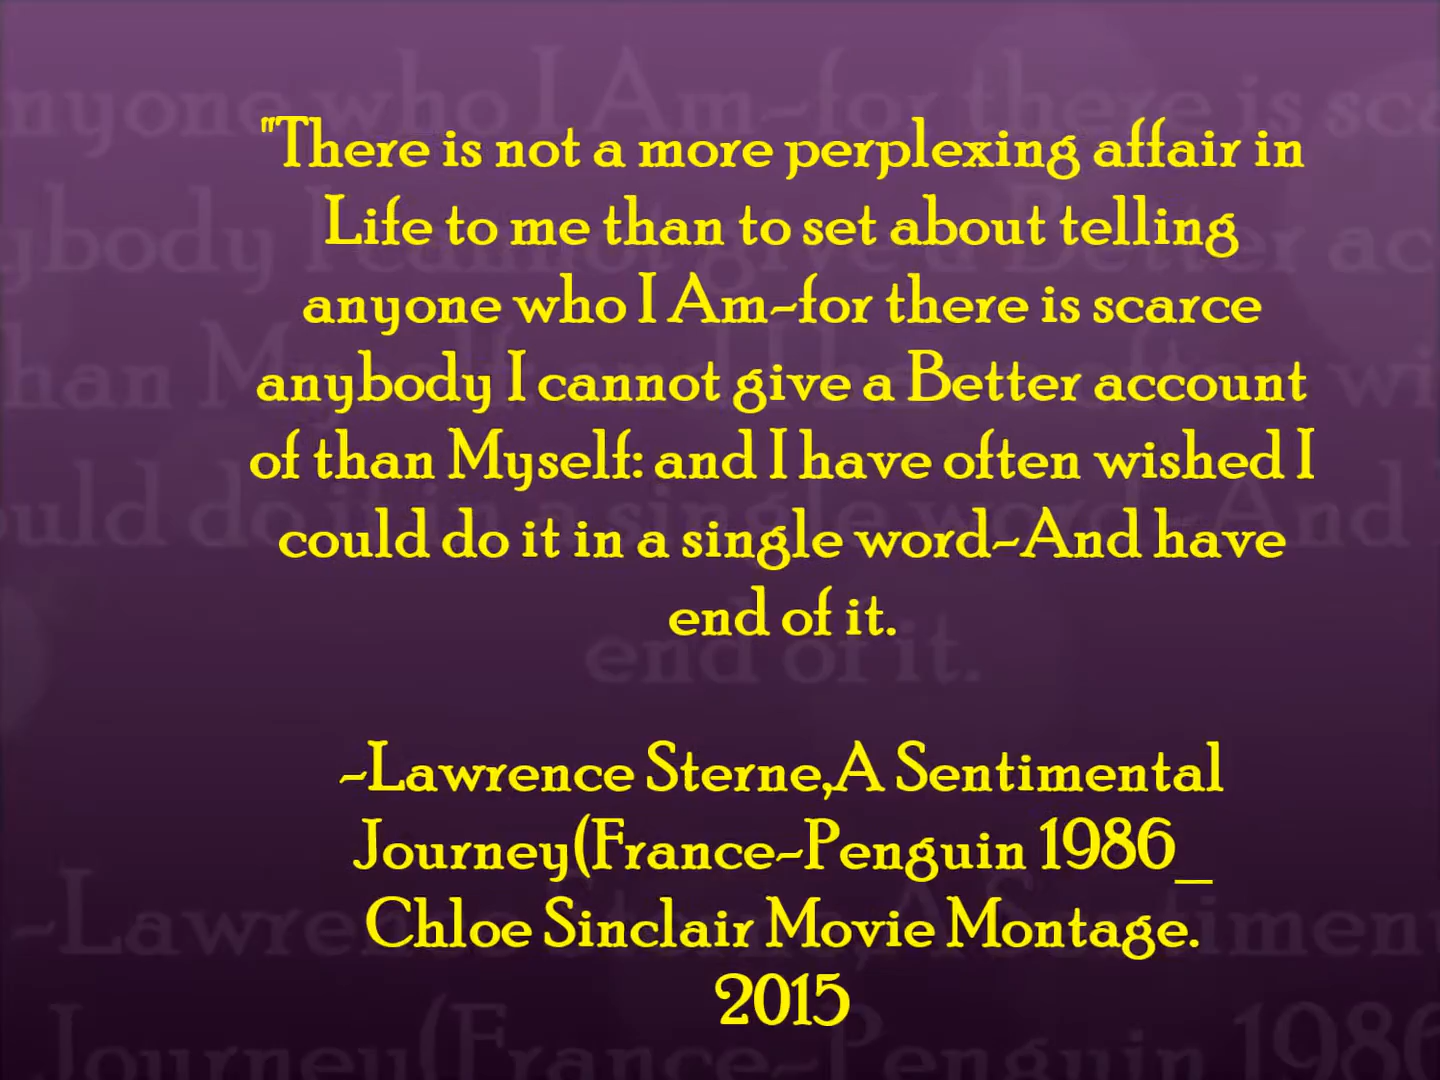 "There is not a more perplexing affair in
Life to me than to set about telling
anyone who I Am-for there is scarce
anybody I cannot give a Better account
of than Myself: and I have often wished I
could do it in a single word-And have
end of it.
-Lawrence Sterne,A Sentimental
Journey(France-Penguin 1986_
Chloe Sinclair Movie Montage.
2015